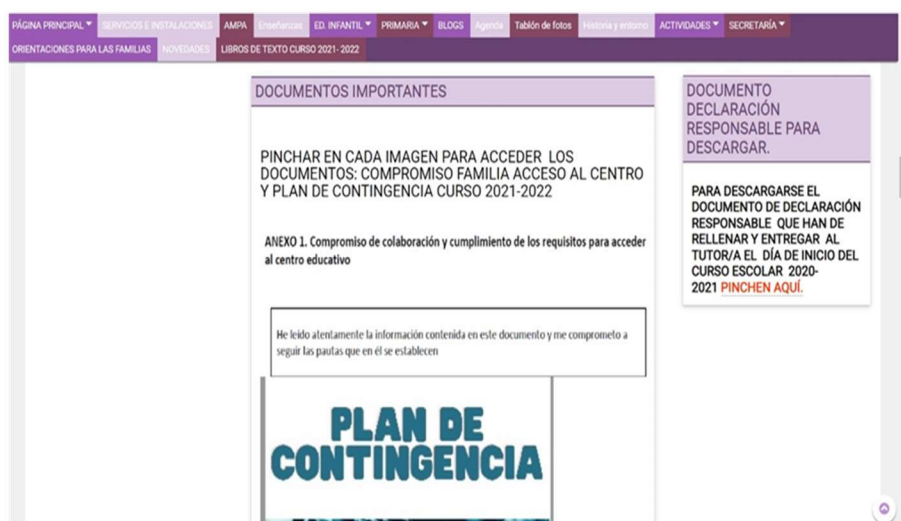 PÁGINA PRINCIPAL SERVICIOS E INSTALACIONES AMPA Enseñanzas ED. INFANTIL PRIMARIA BLOGS Agenda Tablón de fotos Historia y entorno ACTIVIDADES SECRETARÍA
ORIENTACIONES PARA LAS FAMILIAS NOVEDADES LIBROS DE TEXTO CURSO 2021- 2022
DOCUMENTOS IMPORTANTES
PINCHAR EN CADA IMAGEN PARA ACCEDER LOS
DOCUMENTOS: COMPROMISO FAMILIA ACCESO AL CENTRO
Y PLAN DE CONTINGENCIA CURSO 2021-2022
ANEXO 1. Compromiso de colaboración y cumplimiento de los requisitos para acceder
al centro educativo
He leído atentamente la información contenida en este documento y me comprometo a
seguir las pautas que en él se establecen
PLAN DE
CONTINGENCIA
DOCUMENTO
DECLARACIÓN
RESPONSABLE PARA
DESCARGAR.
PARA DESCARGARSE EL
DOCUMENTO DE DECLARACIÓN
RESPONSABLE QUE HAN DE
RELLENAR Y ENTREGAR AL
TUTOR/A EL DÍA DE INICIO DEL
CURSO ESCOLAR 2020-
2021 PINCHEN AQUÍ.